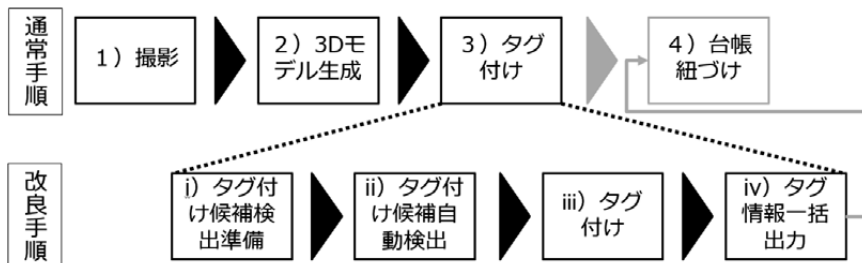 通常手順
1）撮影
2）3Dモ
デル生成
3）タグ
付け
4）台帳
紐づけ
改良手順
i）タグ付
け候補検
出準備
ii）タグ付
け候補自
動検出
iii）タグ
付け
iv）タグ
情報一括
出力